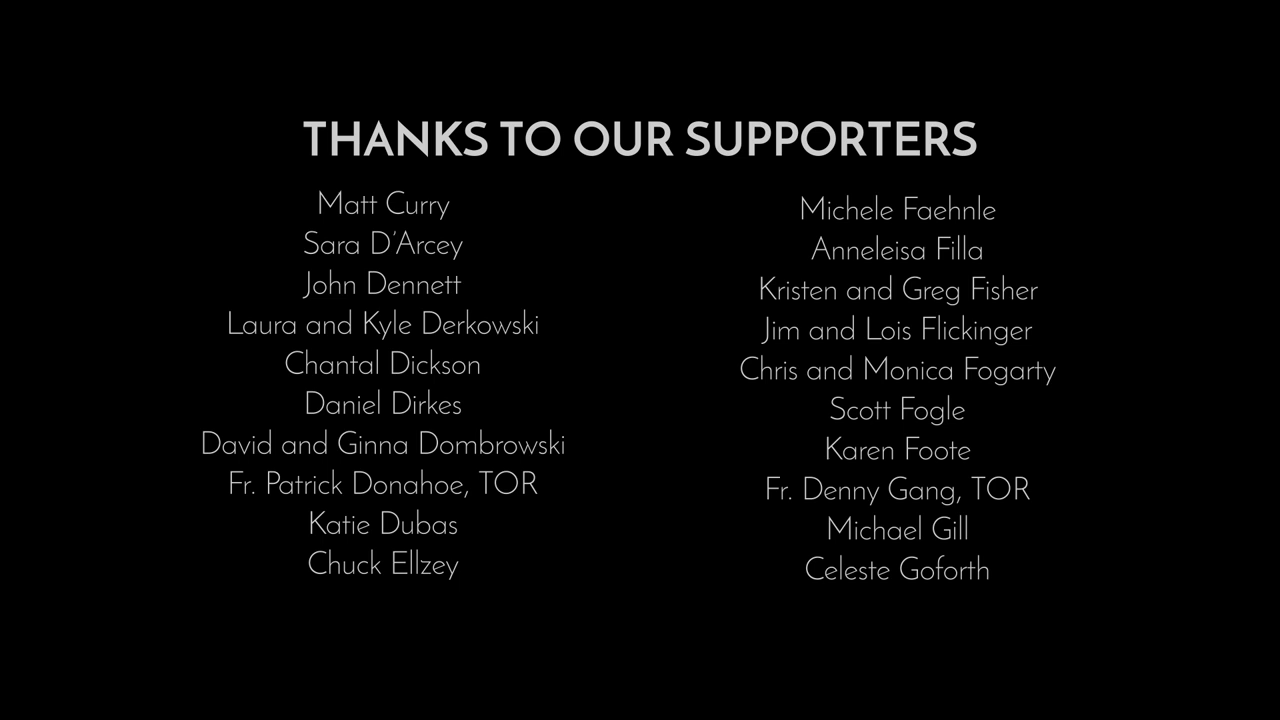 THANKS TO OUR SUPPORTERS
Matt Curry
Sara D'Arcey
John Dennett
Laura and Kyle Derkowski
Chantal Dickson
Daniel Dirkes
David and Ginna Dombrowski
Fr. Patrick Donahoe, TOR
Katie Dubas
Chuck Ellzey
Michele Faehnle
Anneleisa Filla
Kristen and Greg Fisher
Jim and Lois Flickinger
Chris and Monica Fogarty
Scott Fogle
Karen Foote
Fr. Denny Gang, TOR
Michael Gill
Celeste Goforth